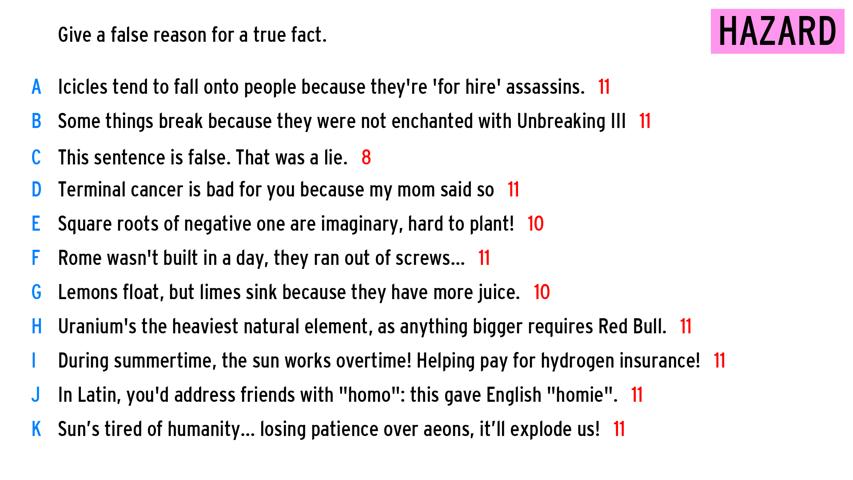 Give a false reason for a true fact.
HAZARD
A Icicles tend to fall onto people because they're 'for hire' assassins. 11
B Some things break because they were not enchanted with Unbreaking III 11
C This sentence is false. That was a lie. 8
D Terminal cancer is bad for you because my mom said so 11
E Square roots of negative one are imaginary, hard to plant! 10
F Rome wasn't built in a day, they ran out of screws... 11
G Lemons float, but limes sink because they have more juice. 10
H Uranium's the heaviest natural element, as anything bigger requires Red Bull. 11
I During summertime, the sun works overtime! Helping pay for hydrogen insurance! 11
J In Latin, you'd address friends with "homo": this gave English "homie". 11
K Sun’s tired of humanity... losing patience over aeons, it’ll explode us! 11